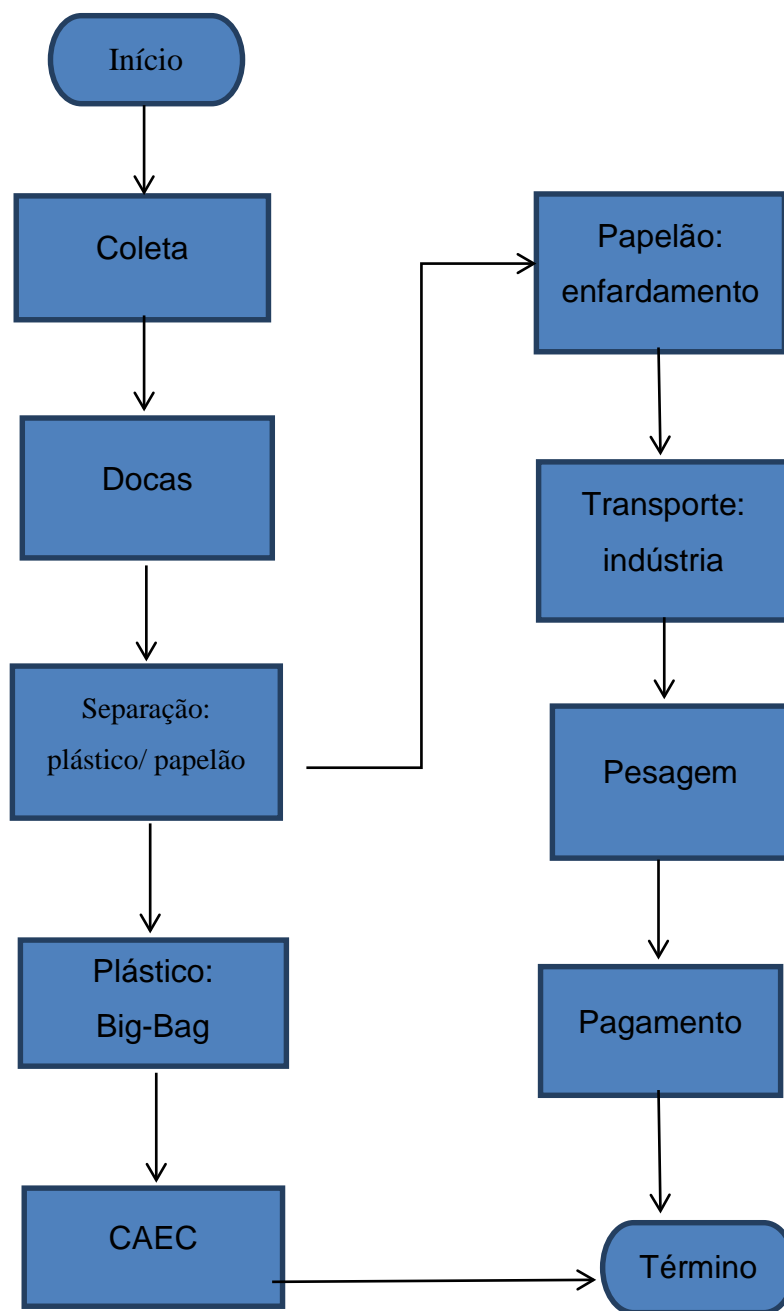 Início
Coleta
Docas
Separação:
plástico/ papelão
Plástico:
Big-Bag
CAEC
Papelão:
enfardamento
Transporte:
indústria
Pesagem
Pagamento
Término